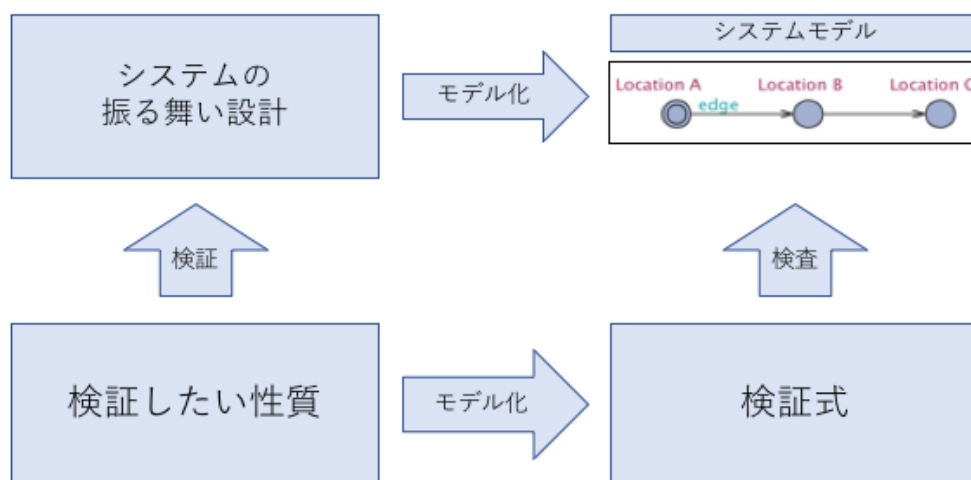 システムの
振る舞い設計
モデル化
システムモデル
Location A
Location B
Location C
edge
検証
検査
検証したい性質
モデル化
検証式